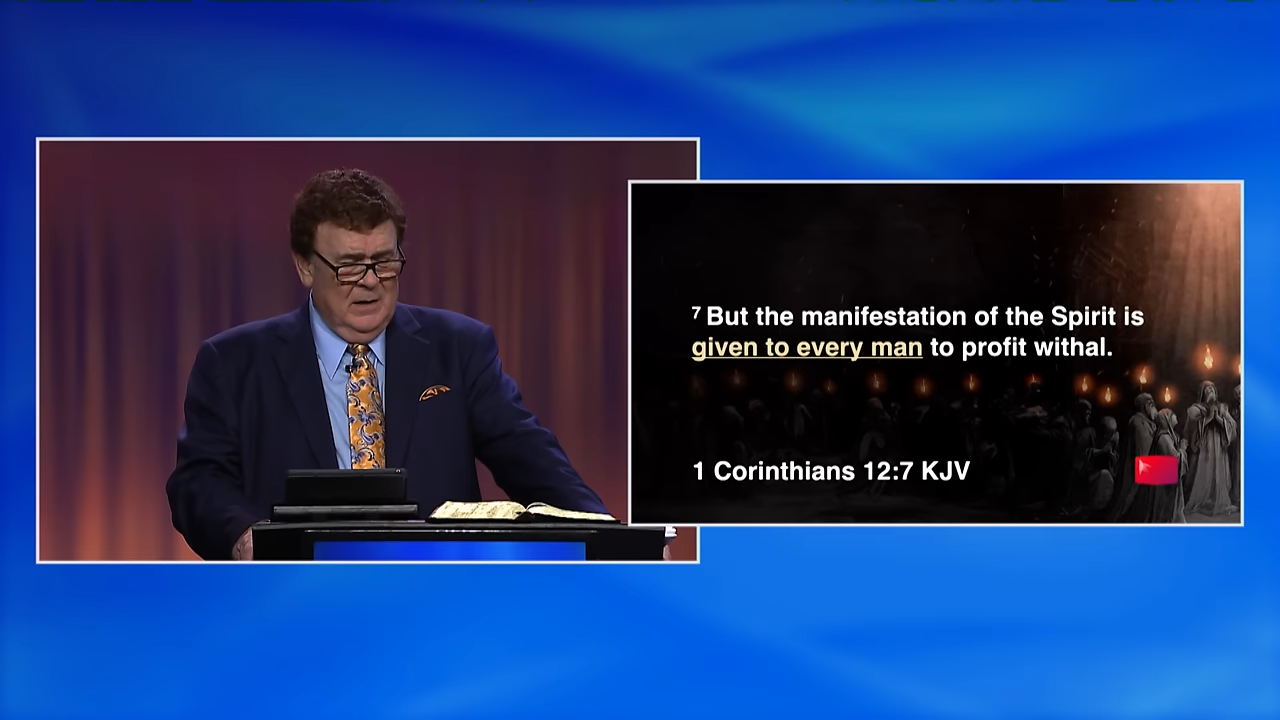 ⁷ But the manifestation of the Spirit is
given to every man to profit withal.
1 Corinthians 12:7 KJV